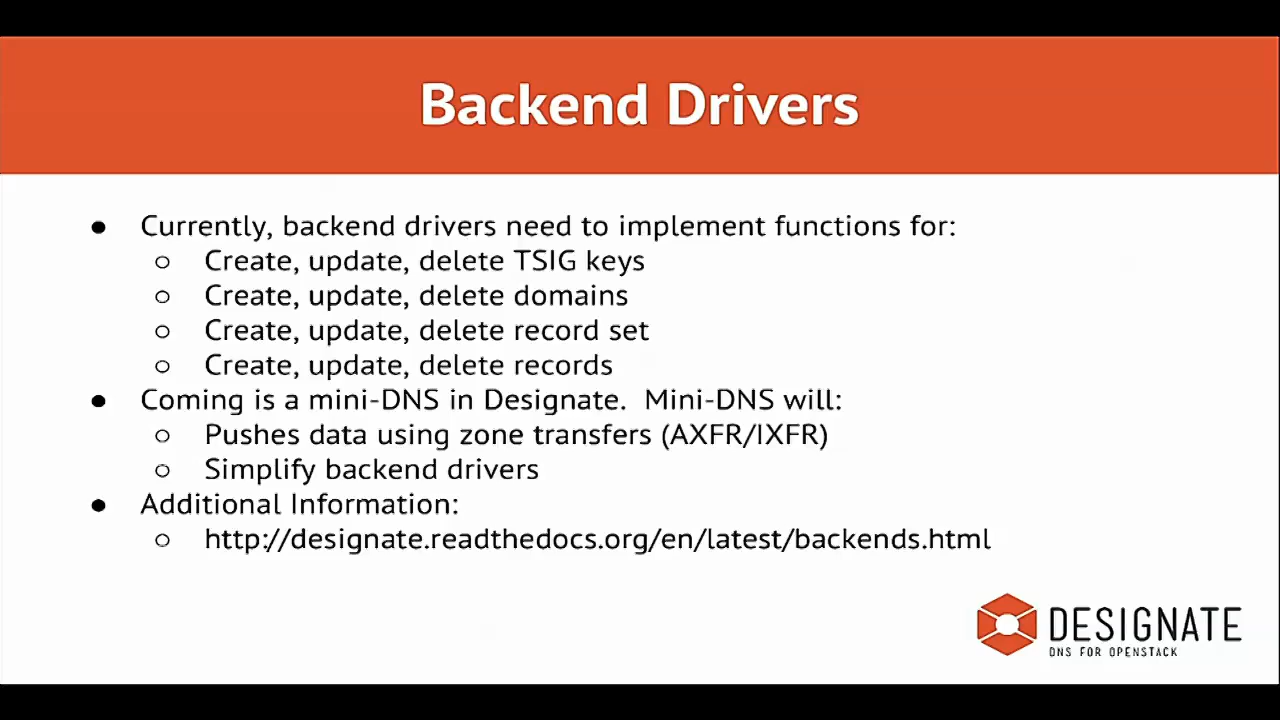 Backend Drivers
● Currently, backend drivers need to implement functions for:
○ Create, update, delete TSIG keys
○ Create, update, delete domains
○ Create, update, delete record set
○ Create, update, delete records
● Coming is a mini-DNS in Designate.  Mini-DNS will:
○ Pushes data using zone transfers (AXFR/IXFR)
○ Simplify backend drivers
● Additional Information:
○ http://designate.readthedocs.org/en/latest/backends.html
DESIGNATE
DNS FOR OPENSTACK